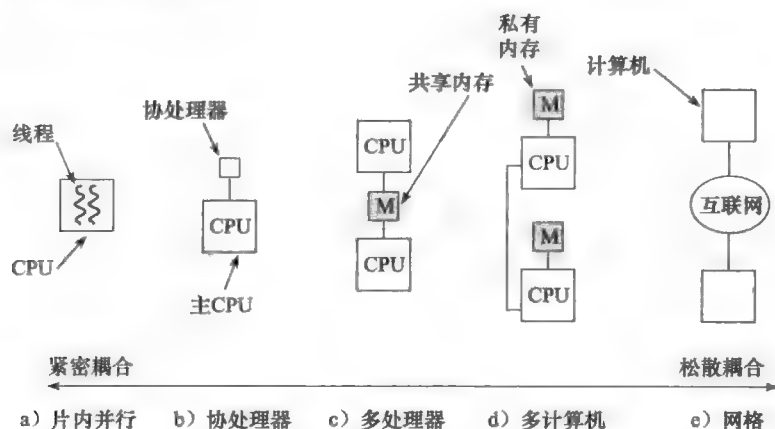 线程
CPU
协处理器
CPU
主CPU
共享内存
CPU
M
CPU
私有
内存
M
CPU
M
CPU
计算机
互联网
紧密耦合
松散耦合
a）片内并行
b）协处理器
c）多处理器
d）多计算机
e）网格